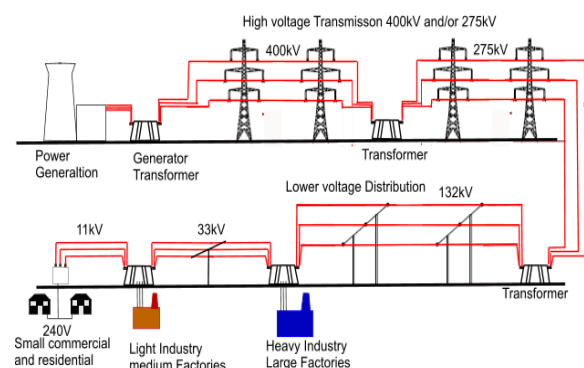 High voltage Transmisson 400kV and/or 275kV
400kV
275kV
Power
Generaltion
Generator
Transformer
Transformer
Lower voltage Distribution
132kV
11kV
33kV
Transformer
240V
Small commercial
and residential
Light Industry
medium Factories
Heavy Industry
Large Factories